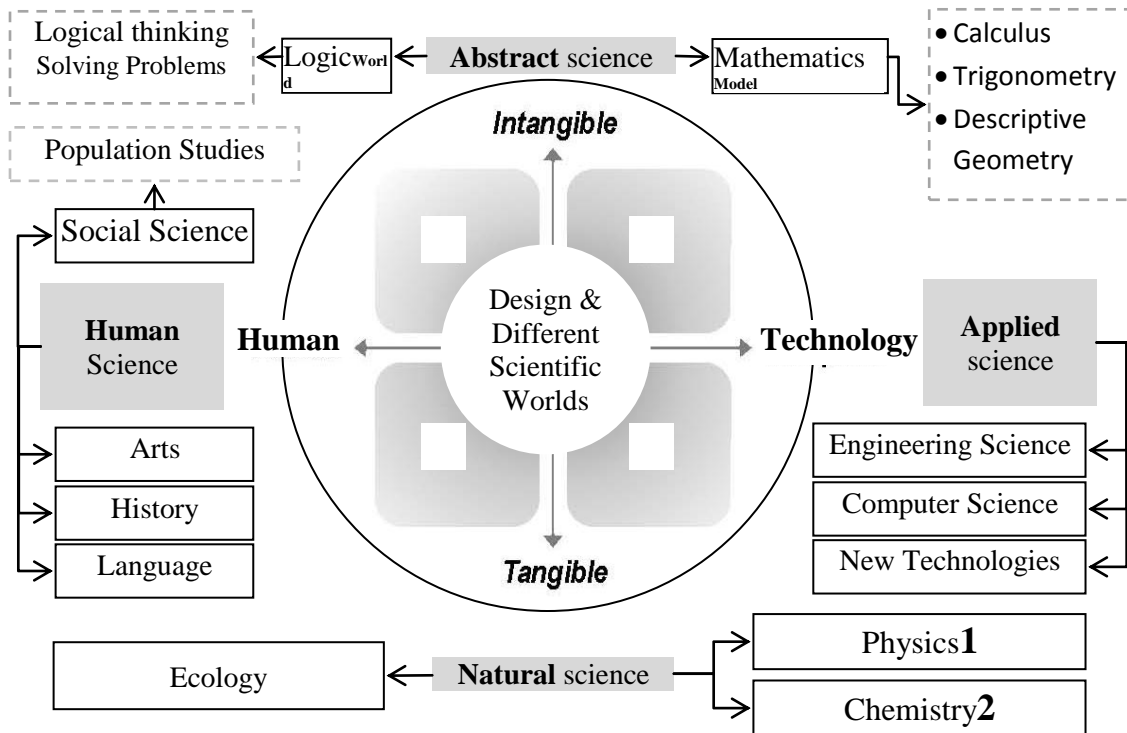 Logical thinking
Solving Problems
LogicWorl
d
Abstract science
Mathematics
Model
• Calculus
• Trigonometry
• Descriptive
Geometry
Intangible
Population Studies
Social Science
Human
Science
Human
Design &
Different
Scientific
Worlds
Technology
Applied
science
Arts
History
Language
Engineering Science
Computer Science
New Technologies
Tangible
Ecology
Natural science
Physics1
Chemistry2